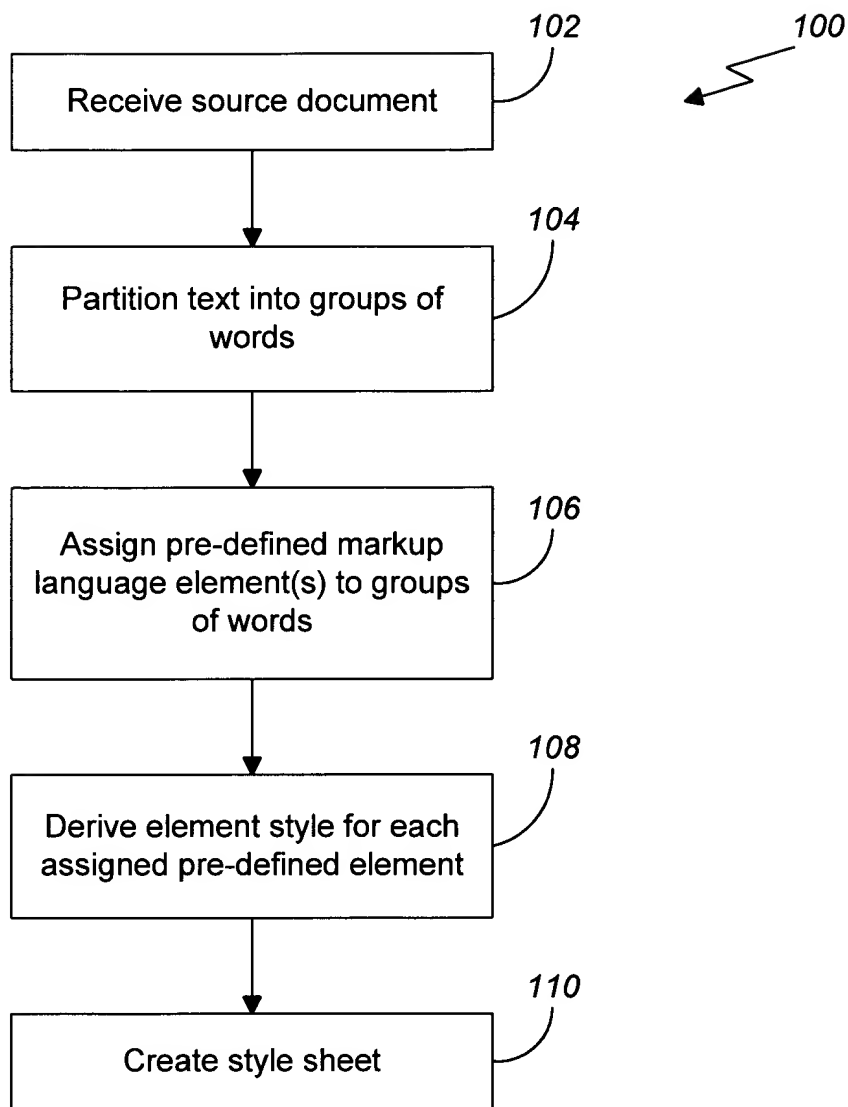 102
100
Receive source document
104
Partition text into groups of
words
106
Assign pre-defined markup
language element(s) to groups
of words
108
Derive element style for each
assigned pre-defined element
110
Create style sheet